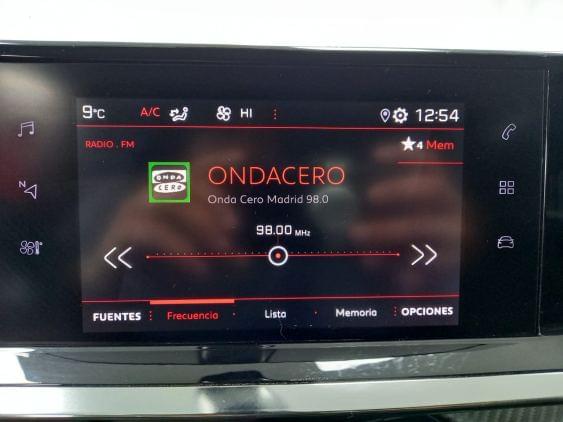 9°C A/C HI 12:54
RADIO . FM ★4 Mem
ONDA CERO
ONDACERO
Onda Cero Madrid 98.0
98.00 MHz
FUENTES Frecuencia Lista Memoria OPCIONES
N